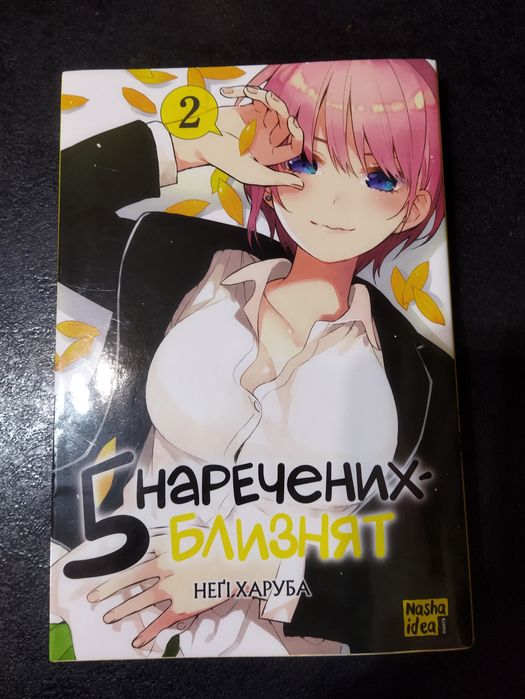 2
5 НАРЕЧЕНИХ-
БЛИЗНЯТ
НЕҐІ ХАРУБА
Nasha
idea